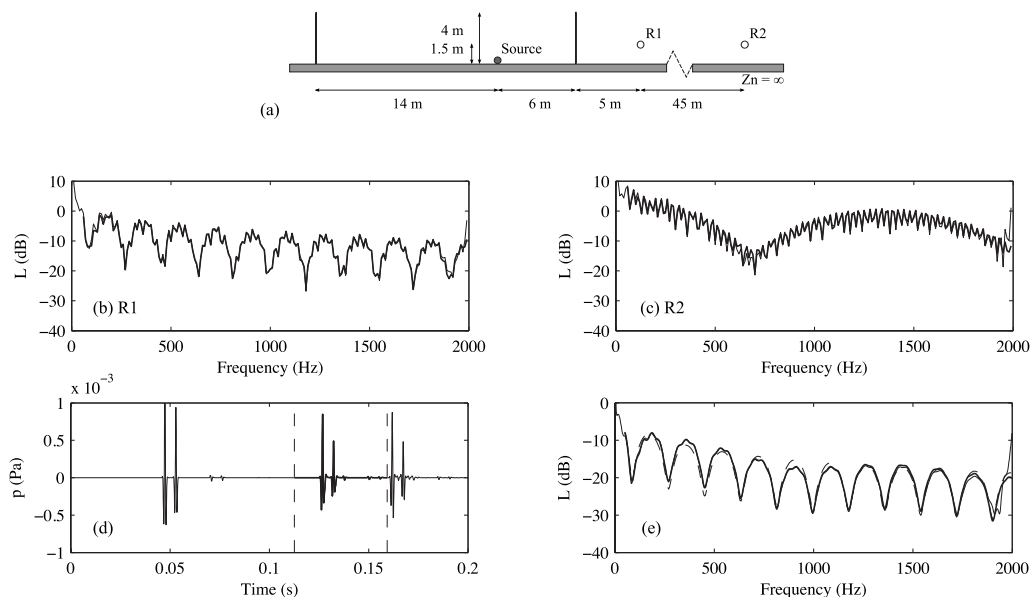 4 m
1.5 m
Source
R1
R2
Zn = ∞
(a)
14 m
6 m
5 m
45 m
10
0
−10
−20
−30
−40
L (dB)
(b) R1
0
500
1000
1500
2000
Frequency (Hz)
10
0
−10
−20
−30
−40
L (dB)
(c) R2
0
500
1000
1500
2000
Frequency (Hz)
x 10−3
1
0.5
0
−0.5
−1
p (Pa)
(d)
0
0.05
0.1
0.15
0.2
Time (s)
0
−10
−20
−30
−40
L (dB)
(e)
0
500
1000
1500
2000
Frequency (Hz)